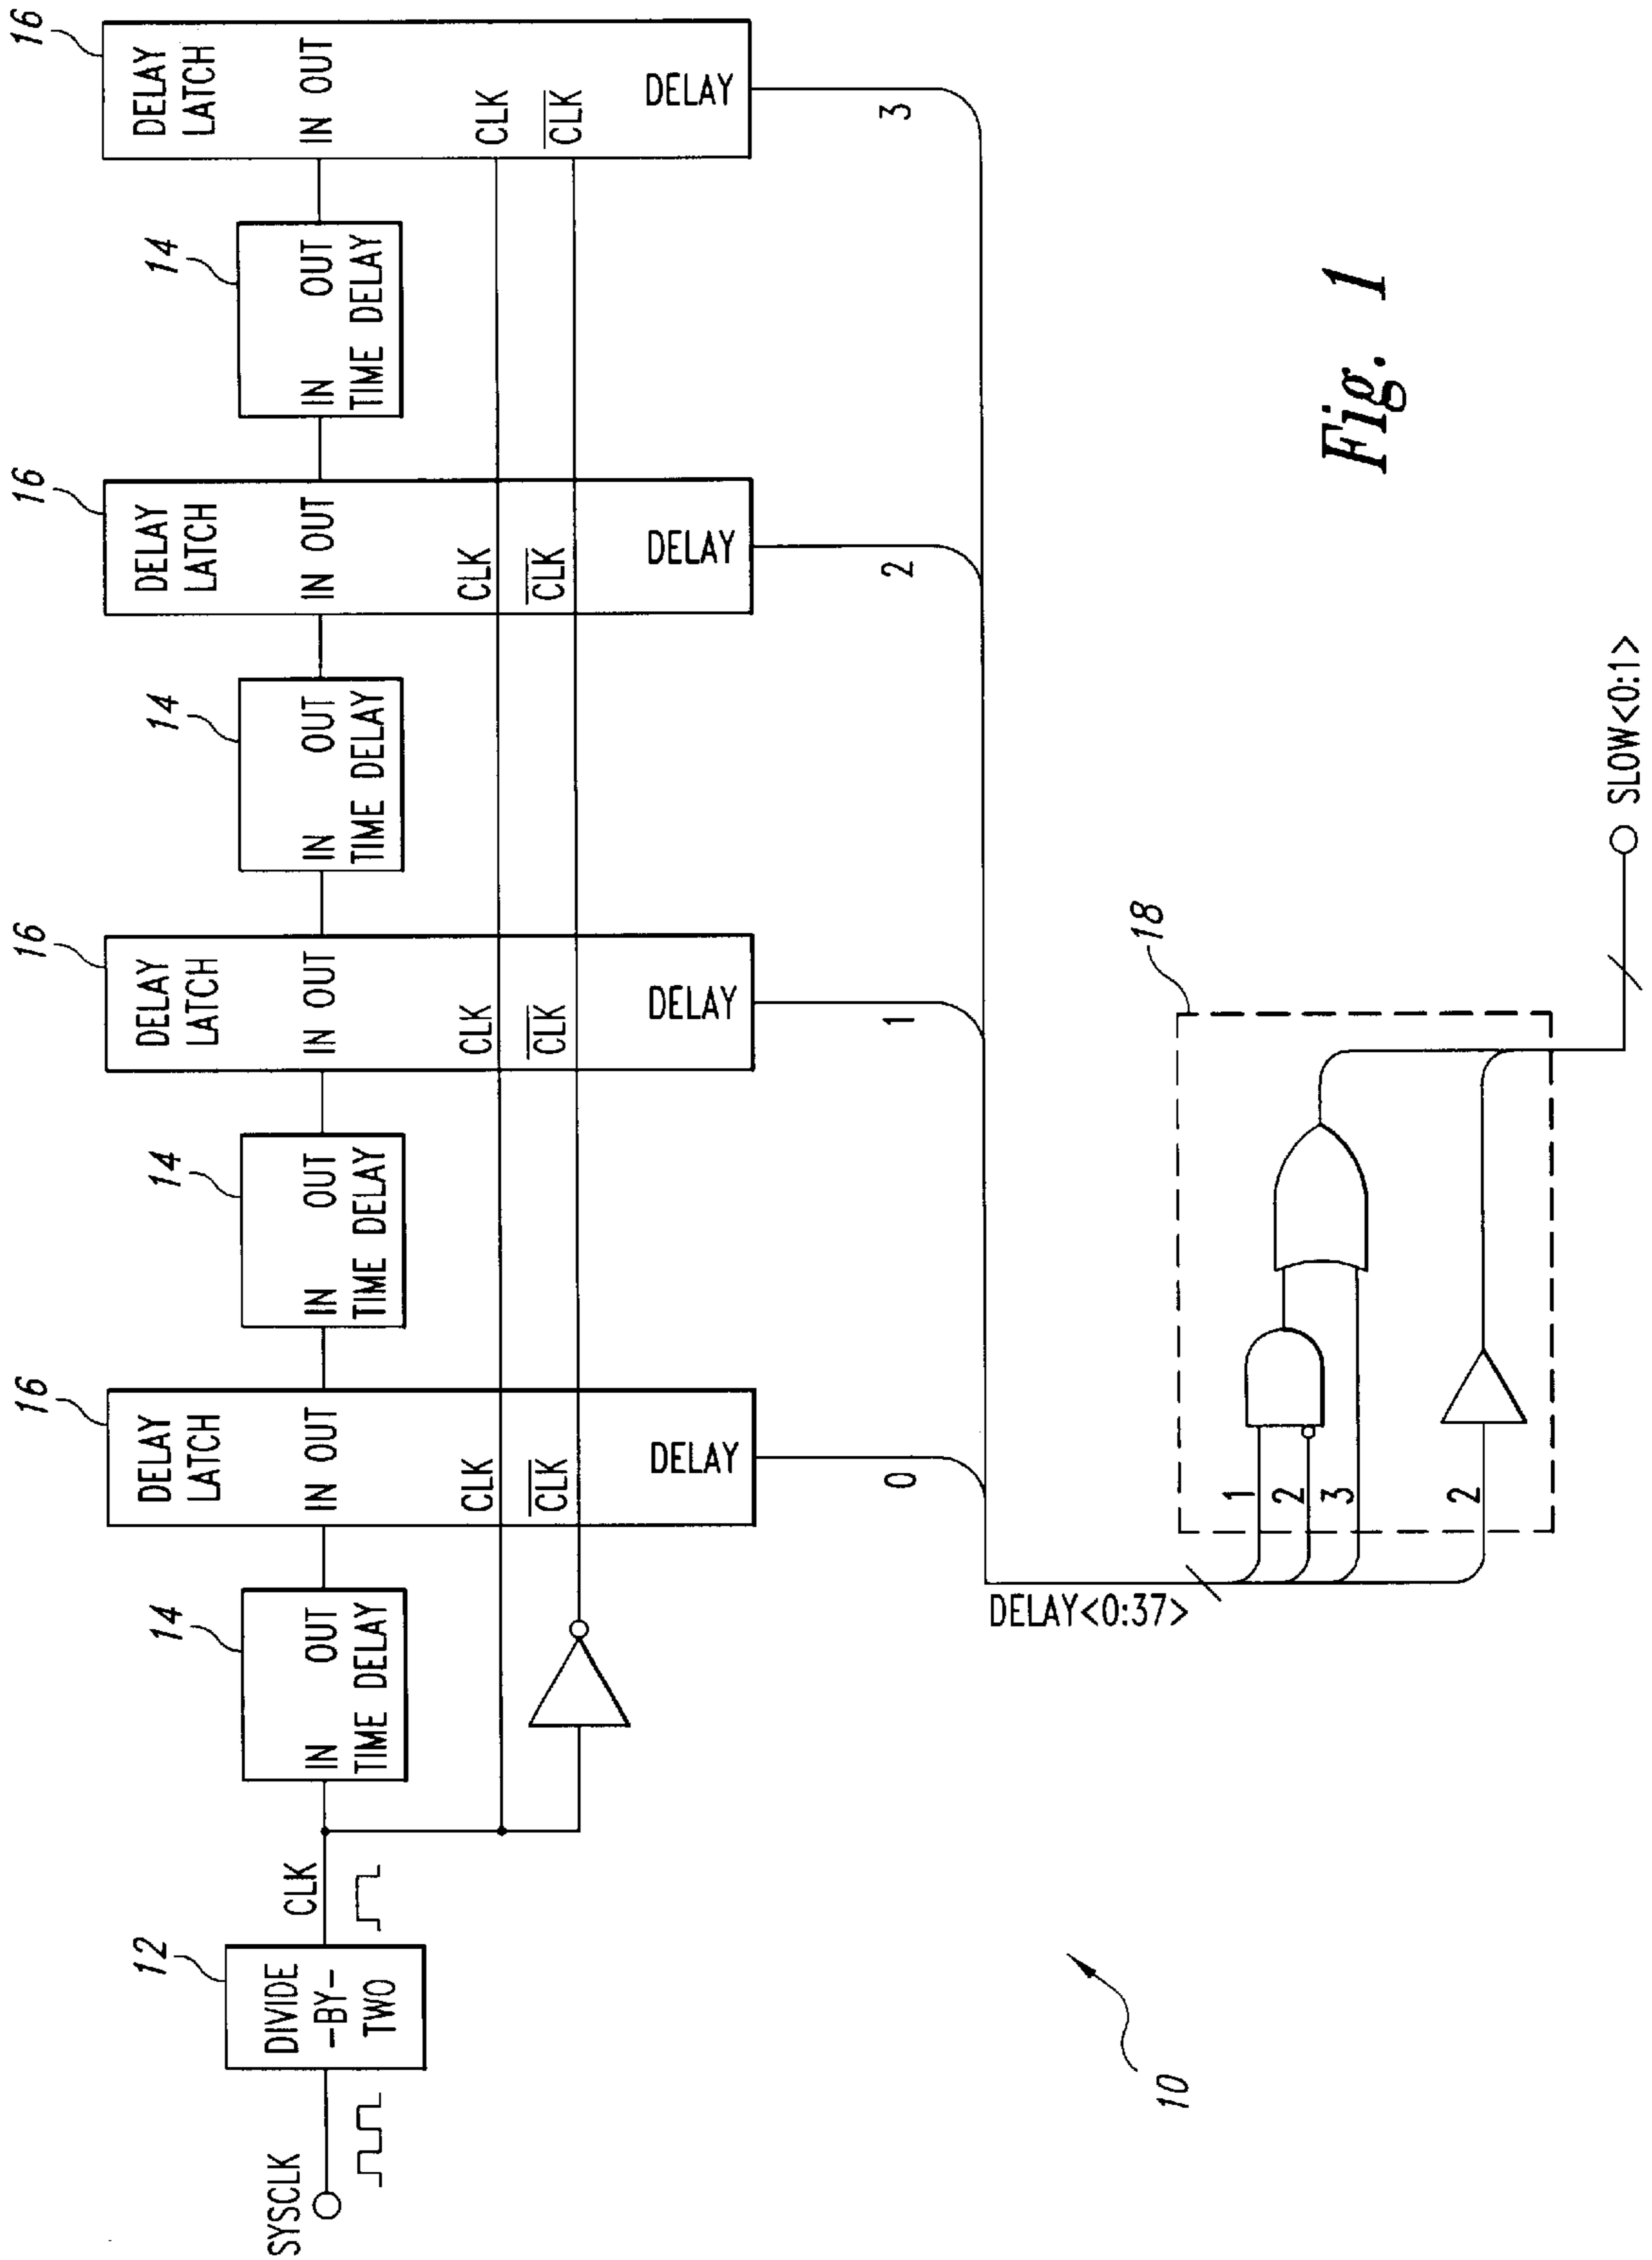 SYSCLK
12
DIVIDE
-BY-
TWO
CLK
14
IN OUT
TIME DELAY
16
DELAY
LATCH
IN OUT
CLK
CLK
DELAY
0
14
IN OUT
TIME DELAY
16
DELAY
LATCH
IN OUT
CLK
CLK
DELAY
1
14
IN OUT
TIME DELAY
16
DELAY
LATCH
IN OUT
CLK
CLK
DELAY
2
14
IN OUT
TIME DELAY
16
DELAY
LATCH
IN OUT
CLK
CLK
DELAY
3
DELAY<0:37>
18
1
2
3
2
SLOW<0:1>
10
Fig. 1